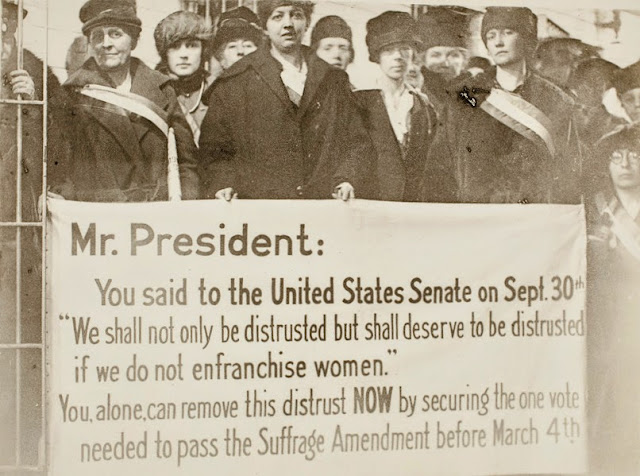 Mr. President:
You said to the United States Senate on Sept. 30th
"We shall not only be distrusted but shall deserve to be distrusted
if we do not enfranchise women."
You, alone, can remove this distrust NOW by securing the one vote
needed to pass the Suffrage Amendment before March 4th